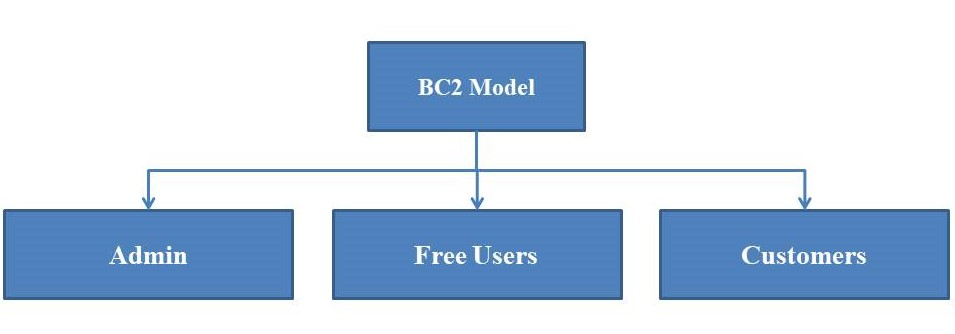 BC2 Model
Admin
Free Users
Customers